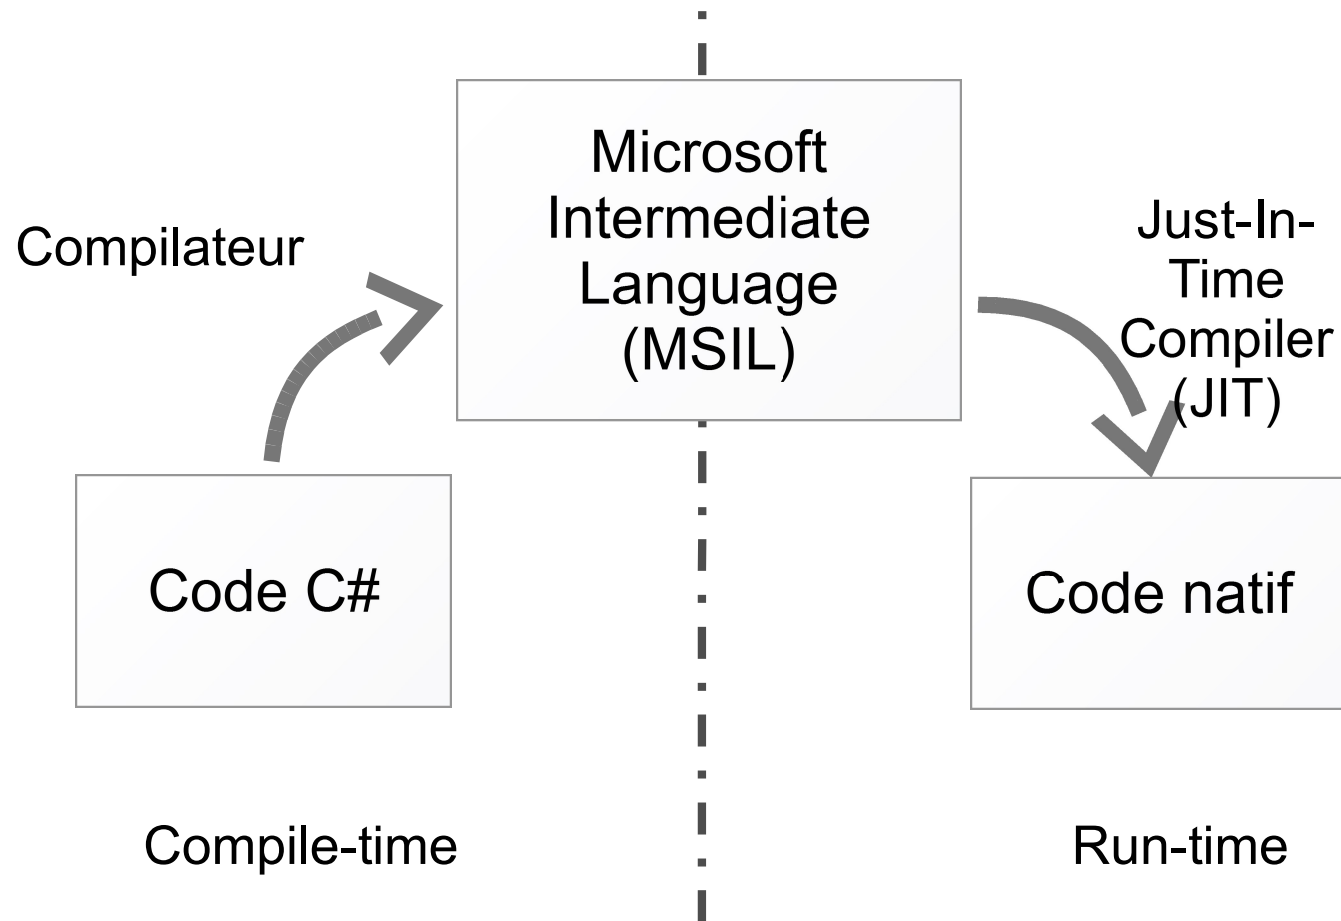 Compilateur
Microsoft
Intermediate
Language
(MSIL)
Just-In-
Time
Compiler
(JIT)
Code C#
Code natif
Compile-time
Run-time